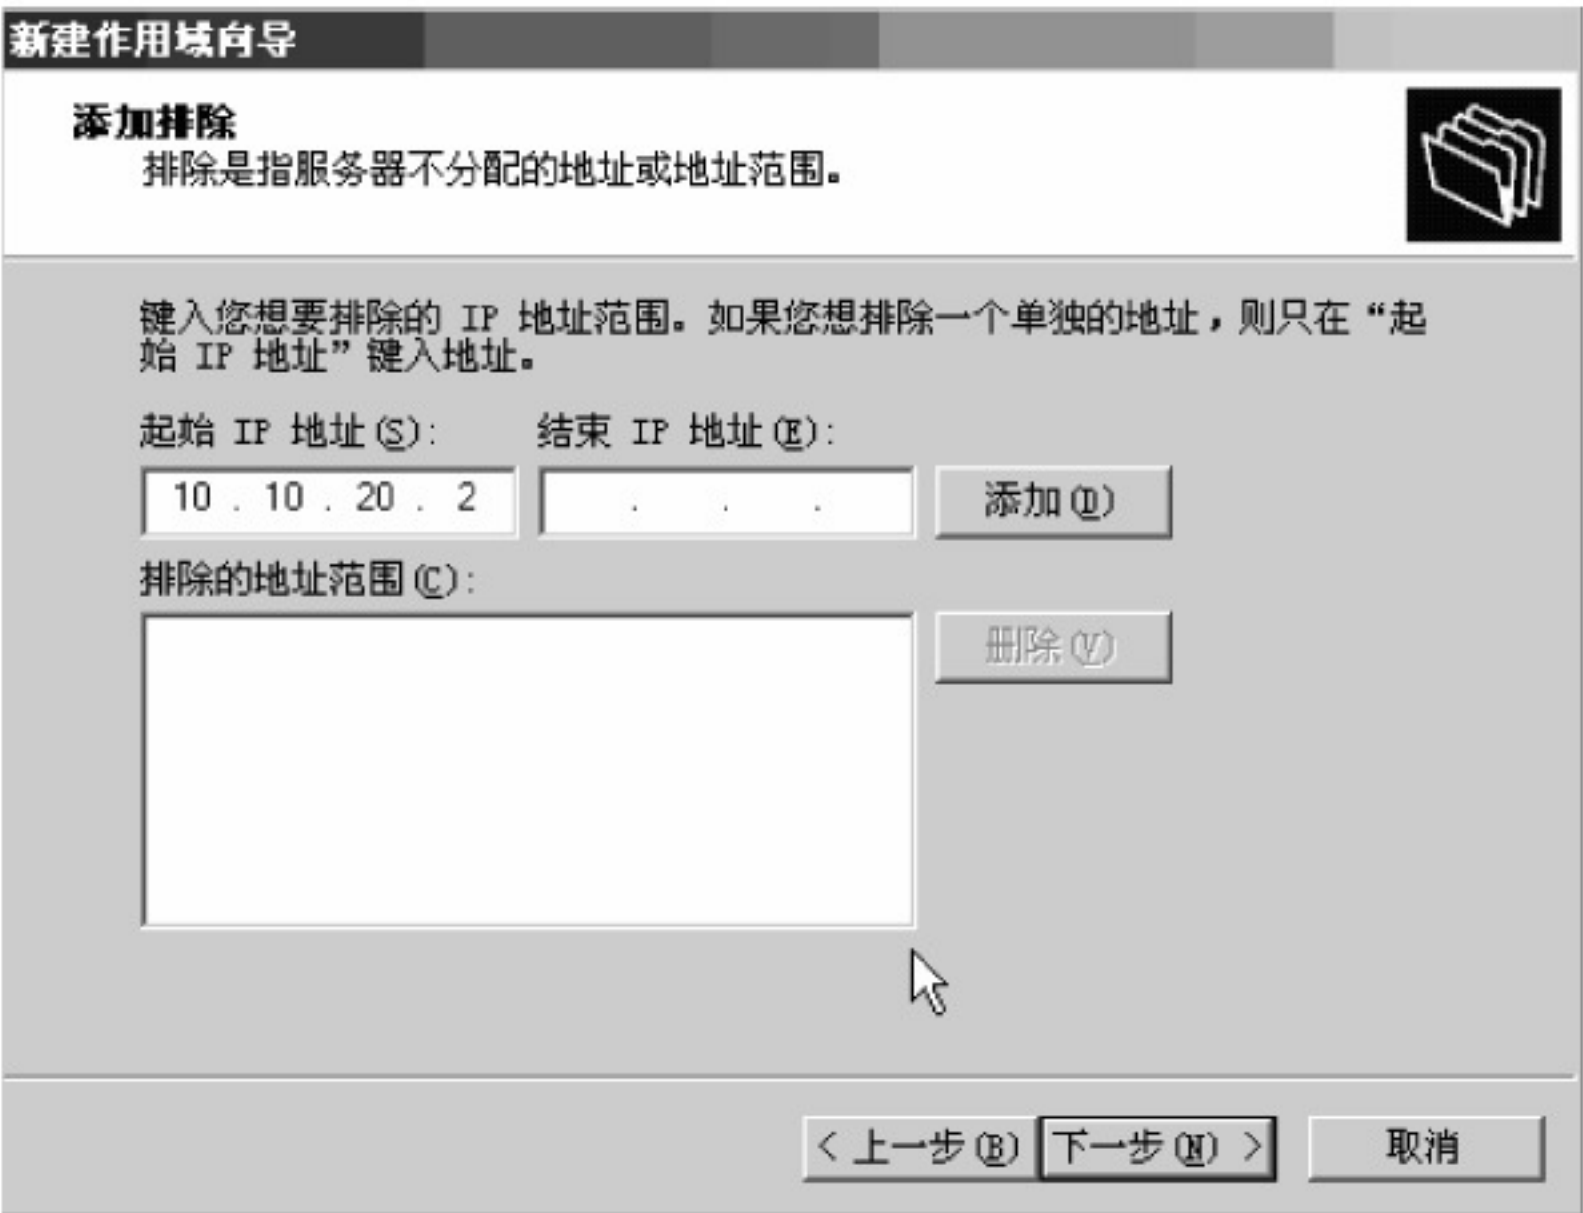 新建作用域向导
添加排除
排除是指服务器不分配的地址或地址范围。
键入您想要排除的 IP 地址范围。如果您想排除一个单独的地址，则只在“起
始 IP 地址”键入地址。
起始 IP 地址(S): 结束 IP 地址(E):
10 . 10 . 20 . 2 . . . 添加(D)
排除的地址范围(C):
删除(V)
< 上一步(B) 下一步(N) > 取消